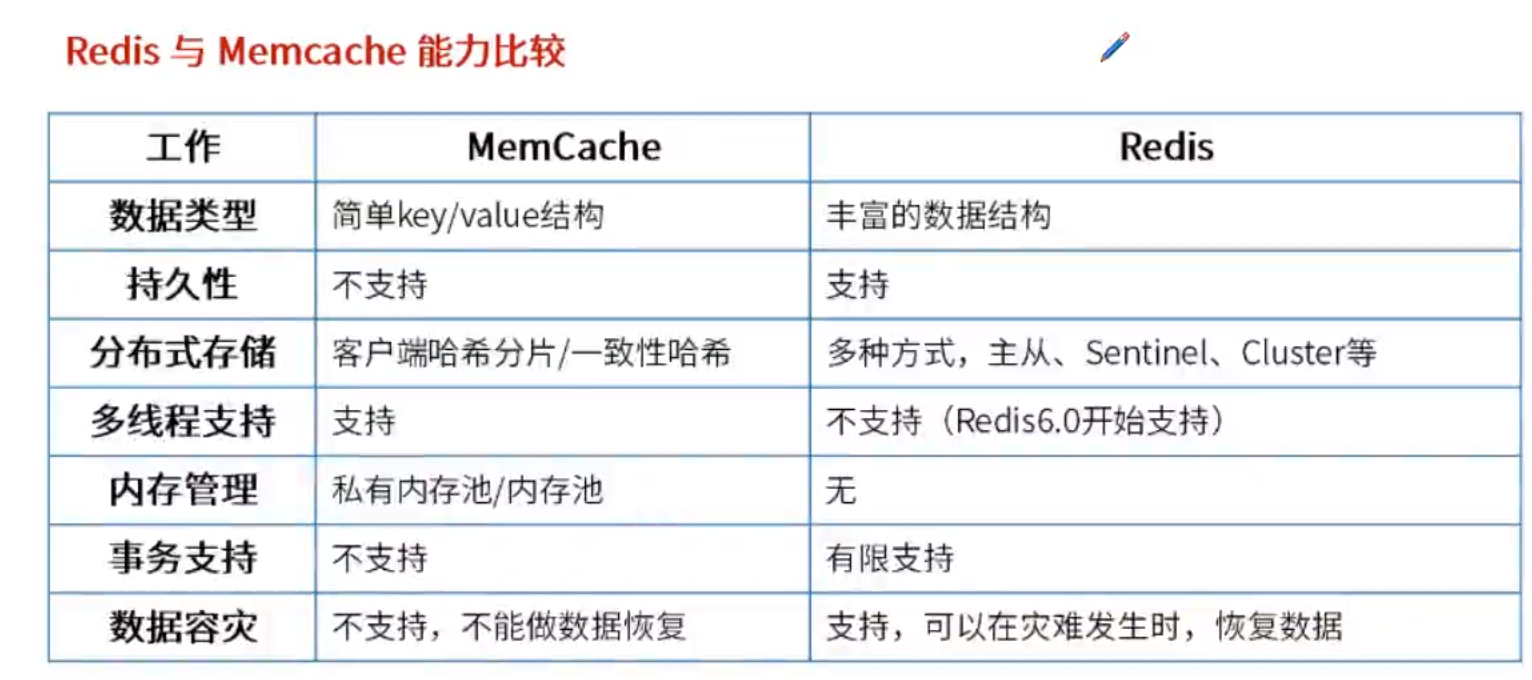 Redis 与 Memcache 能力比较
工作 MemCache Redis
数据类型 简单key/value结构 丰富的数据结构
持久性 不支持 支持
分布式存储 客户端哈希分片/一致性哈希 多种方式，主从、Sentinel、Cluster等
多线程支持 支持 不支持（Redis6.0开始支持）
内存管理 私有内存池/内存池 无
事务支持 不支持 有限支持
数据容灾 不支持，不能做数据恢复 支持，可以在灾难发生时，恢复数据